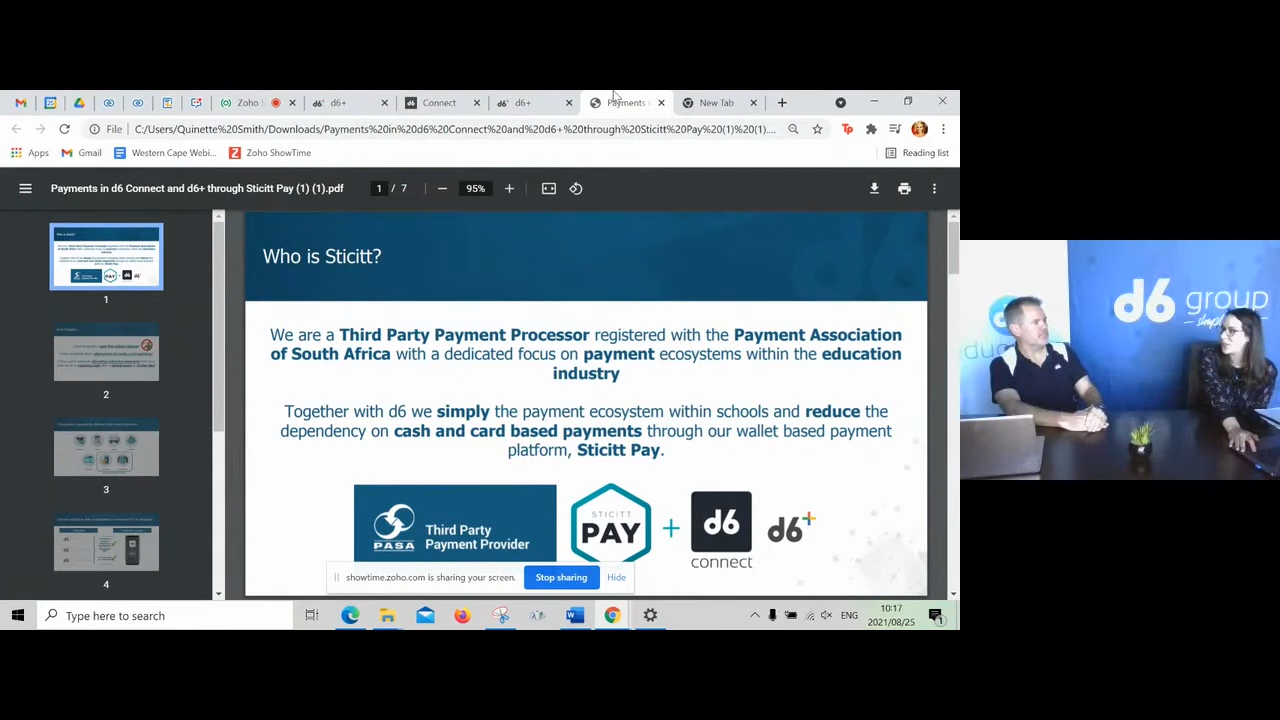 Zoho S
d6+
Connect
d6+
Payments i
New Tab
File
C:/Users/Quinette%20Smith/Downloads/Payments%20in%20d6%20Connect%20and%20d6+%20through%20Sticitt%20Pay%20(1)%20(1)....
Apps
Gmail
Western Cape Webi...
Zoho ShowTime
Reading list
Payments in d6 Connect and d6+ through Sticitt Pay (1) (1).pdf
1 / 7
95%
1
2
3
4
Who is Sticitt?
We are a Third Party Payment Processor registered with the Payment Association
of South Africa with a dedicated focus on payment ecosystems within the education
industry
Together with d6 we simply the payment ecosystem within schools and reduce the
dependency on cash and card based payments through our wallet based payment
platform, Sticitt Pay.
PASA
Third Party
Payment Provider
STICITT
PAY
+
d6
connect
d6+
showtime.zoho.com is sharing your screen.
Stop sharing
Hide
Type here to search
ENG
10:17
2021/08/25
d6 group